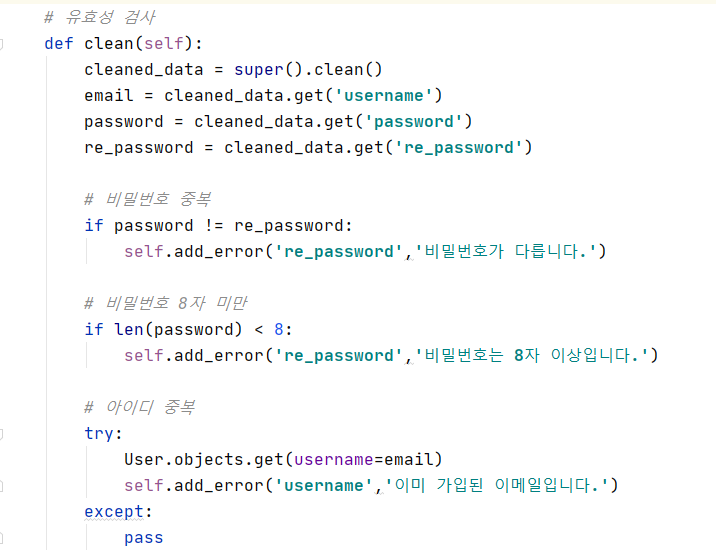 # 유효성 검사
def clean(self):
cleaned_data = super().clean()
email = cleaned_data.get('username')
password = cleaned_data.get('password')
re_password = cleaned_data.get('re_password')
# 비밀번호 중복
if password != re_password:
self.add_error('re_password','비밀번호가 다릅니다.')
# 비밀번호 8자 미만
if len(password) < 8:
self.add_error('re_password','비밀번호는 8자 이상입니다.')
# 아이디 중복
try:
User.objects.get(username=email)
self.add_error('username','이미 가입된 이메일입니다.')
except:
pass